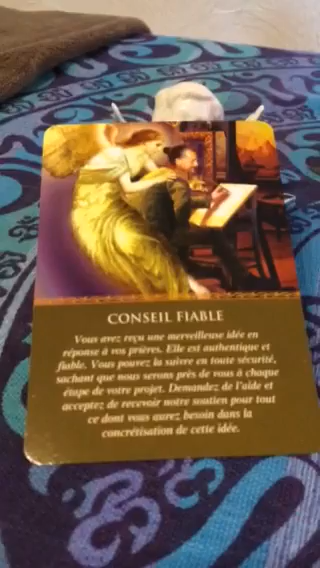 CONSEIL FIABLE
Vous avez reçu une merveilleuse idée en
réponse à vos prières. Elle est authentique et
fiable. Vous pouvez la suivre en toute sécurité,
sachant que nous serons près de vous à chaque
étape de votre projet. Demandez de l'aide et
acceptez de recevoir notre soutien pour tout
ce dont vous aurez besoin dans la
concrétisation de cette idée.